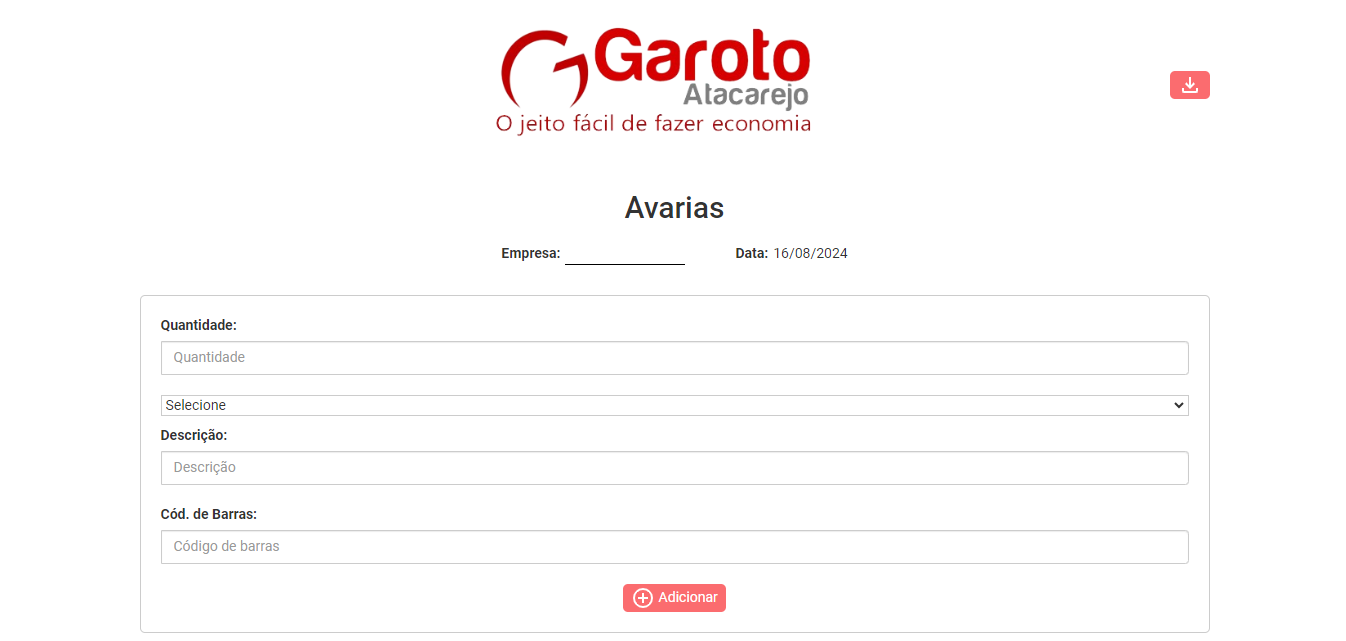 Garoto
Atacarejo
O jeito fácil de fazer economia
Avarias
Empresa: Data: 16/08/2024
Quantidade:
Quantidade
Selecione
Descrição:
Descrição
Cód. de Barras:
Código de barras
Adicionar